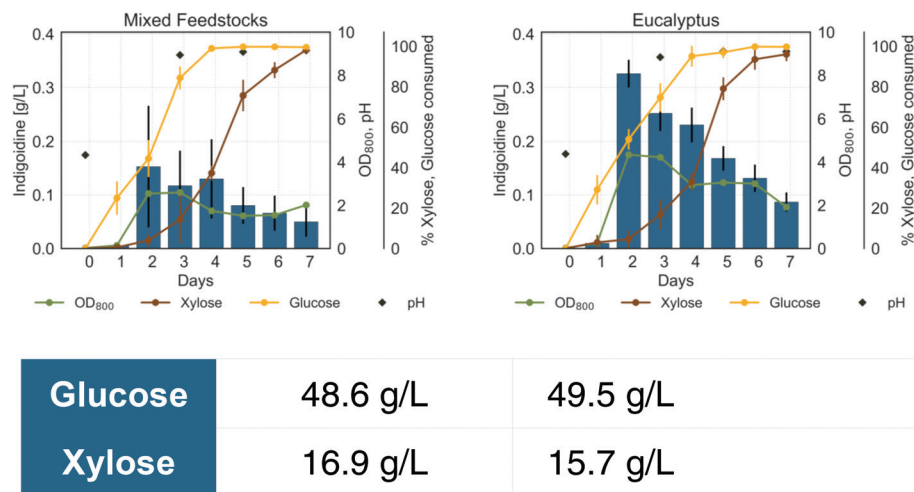 Mixed Feedstocks
0.4
0.3
0.2
0.1
0.0
Indigoidine [g/L]
10
8
6
4
2
0
OD800, pH
100
80
60
40
20
0
% Xylose, Glucose consumed
0 1 2 3 4 5 6 7
Days
OD800 Xylose Glucose pH
Eucalyptus
0.4
0.3
0.2
0.1
0.0
Indigoidine [g/L]
10
8
6
4
2
0
OD800, pH
100
80
60
40
20
0
% Xylose, Glucose consumed
0 1 2 3 4 5 6 7
Days
OD800 Xylose Glucose pH
Glucose 48.6 g/L 49.5 g/L
Xylose 16.9 g/L 15.7 g/L